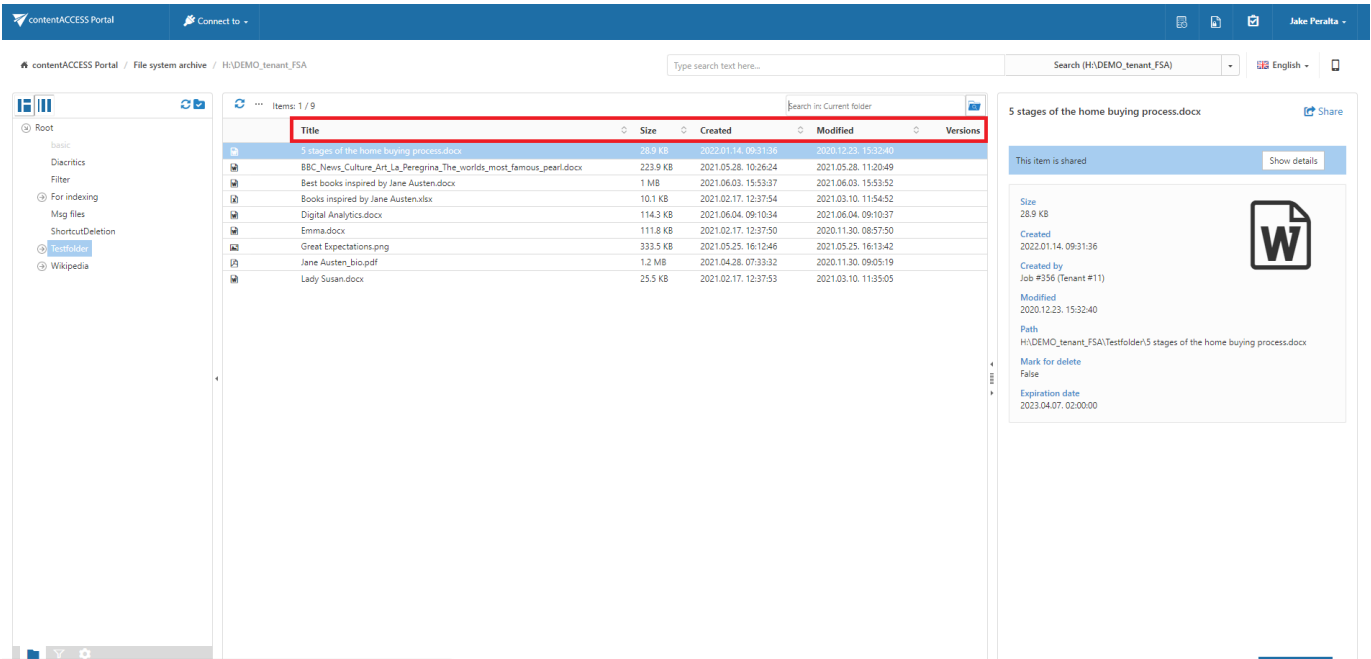 contentACCESS Portal
Connect to
Jake Peralta
contentACCESS Portal / File system archive / H:\DEMO_tenant_FSA
Type search text here...
Search (H:\DEMO_tenant_FSA)
English
Root
basic
Diacritics
Filter
For indexing
Msg files
ShortcutDeletion
Testfolder
Wikipedia
Items: 1 / 9
Search in: Current folder
Title Size Created Modified Versions
5 stages of the home buying process.docx 28.9 KB 2022.01.14. 09:31:36 2020.12.23. 15:32:40
BBC_News_Culture_Art_La_Peregrina_The_worlds_most_famous_pearl.docx 223.9 KB 2021.05.28. 10:26:24 2021.05.28. 11:20:49
Best books inspired by Jane Austen.docx 1 MB 2021.06.03. 15:53:37 2021.06.03. 15:53:52
Books inspired by Jane Austen.xlsx 10.1 KB 2021.02.17. 12:37:54 2021.03.10. 11:54:52
Digital Analytics.docx 114.3 KB 2021.06.04. 09:10:34 2021.06.04. 09:10:37
Emma.docx 111.8 KB 2021.02.17. 12:37:50 2020.11.30. 08:57:50
Great Expectations.png 333.5 KB 2021.05.25. 16:12:46 2021.05.25. 16:13:42
Jane Austen_bio.pdf 1.2 MB 2021.04.28. 07:33:32 2020.11.30. 09:05:19
Lady Susan.docx 25.5 KB 2021.02.17. 12:37:53 2021.03.10. 11:35:05
5 stages of the home buying process.docx
Share
This item is shared
Show details
Size
28.9 KB
Created
2022.01.14. 09:31:36
Created by
Job #356 (Tenant #11)
Modified
2020.12.23. 15:32:40
Path
H:\DEMO_tenant_FSA\Testfolder\5 stages of the home buying process.docx
Mark for delete
False
Expiration date
2023.04.07. 02:00:00
W